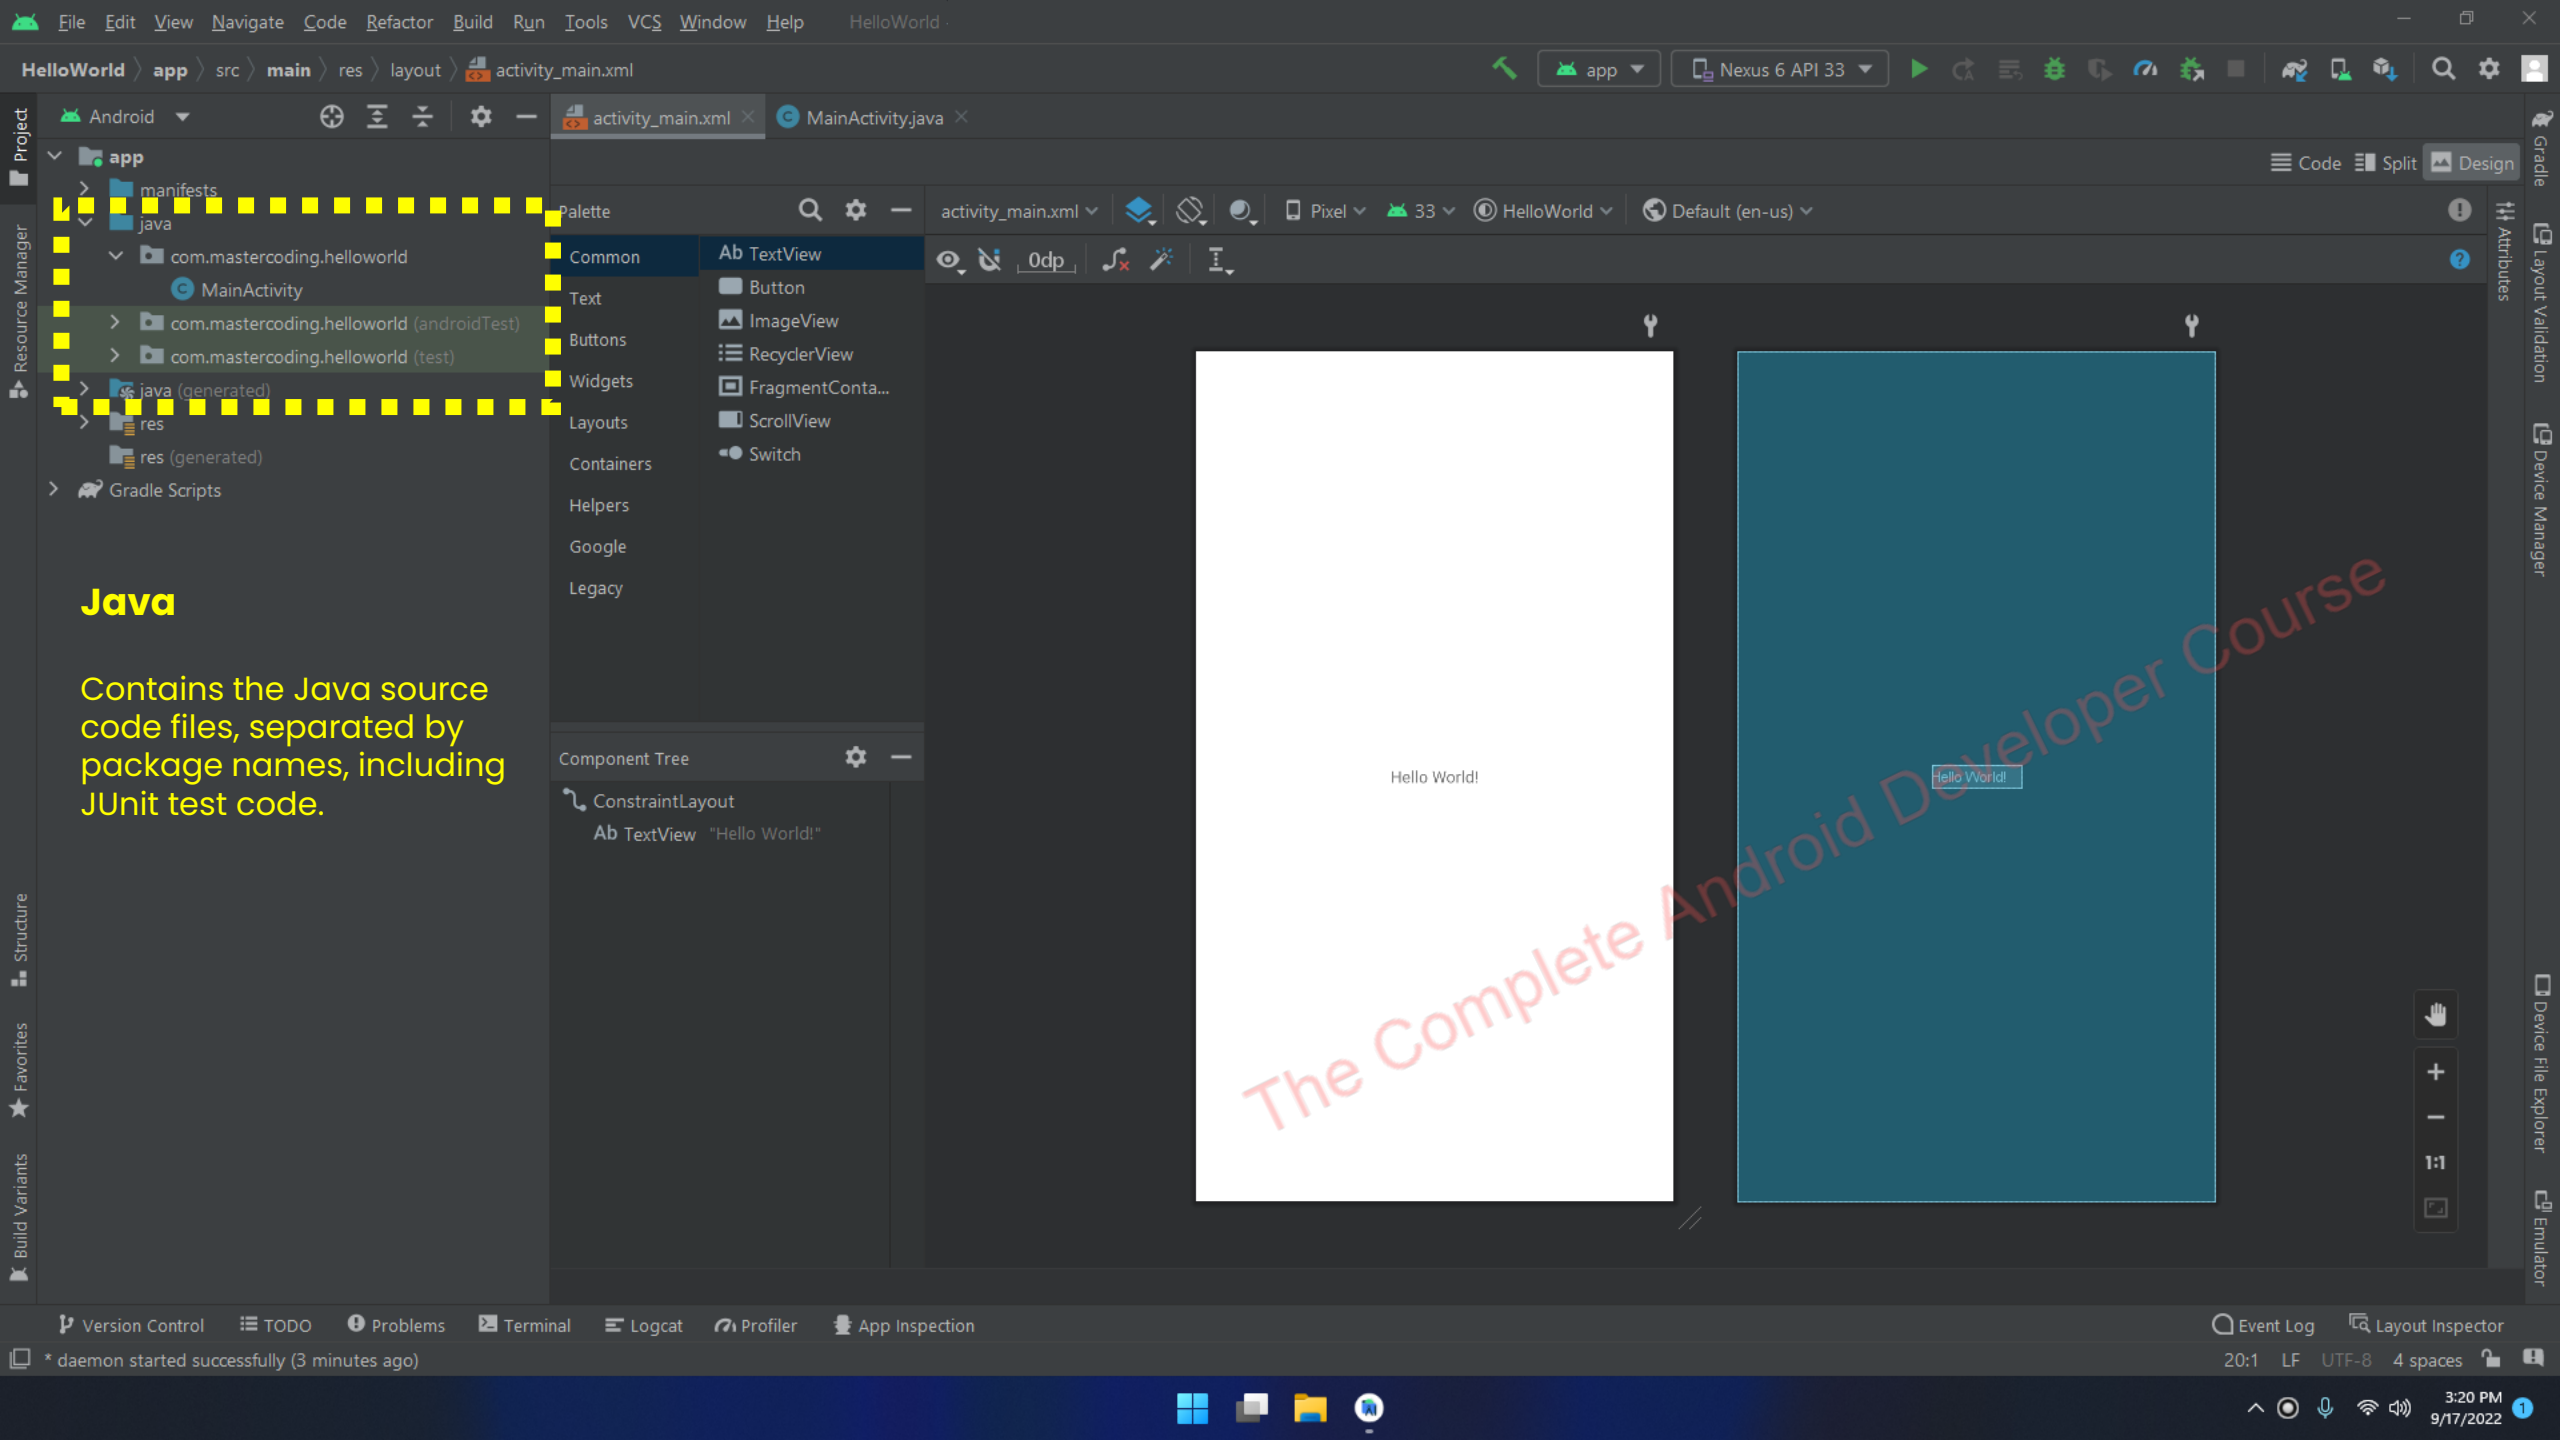 File Edit View Navigate Code Refactor Build Run Tools VCS Window Help HelloWorld -
HelloWorld app src main res layout activity_main.xml
app Nexus 6 API 33
Project
Android
activity_main.xml MainActivity.java
app
manifests
java
com.mastercoding.helloworld
MainActivity
com.mastercoding.helloworld (androidTest)
com.mastercoding.helloworld (test)
java (generated)
res
res (generated)
Gradle Scripts
Java
Contains the Java source
code files, separated by
package names, including
JUnit test code.
Resource Manager
Structure
Favorites
Build Variants
Code Split Design
Palette
Common
Text
Buttons
Widgets
Layouts
Containers
Helpers
Google
Legacy
Ab TextView
Button
ImageView
RecyclerView
FragmentConta...
ScrollView
Switch
Component Tree
ConstraintLayout
Ab TextView "Hello World!"
activity_main.xml Pixel 33 HelloWorld Default (en-us)
0dp
Hello World!
Hello World!
The Complete Android Developer Course
1:1
Gradle
Attributes
Layout Validation
Device Manager
Device File Explorer
Emulator
Version Control TODO Problems Terminal Logcat Profiler App Inspection Event Log Layout Inspector
* daemon started successfully (3 minutes ago) 20:1 LF UTF-8 4 spaces
3:20 PM
9/17/2022
1